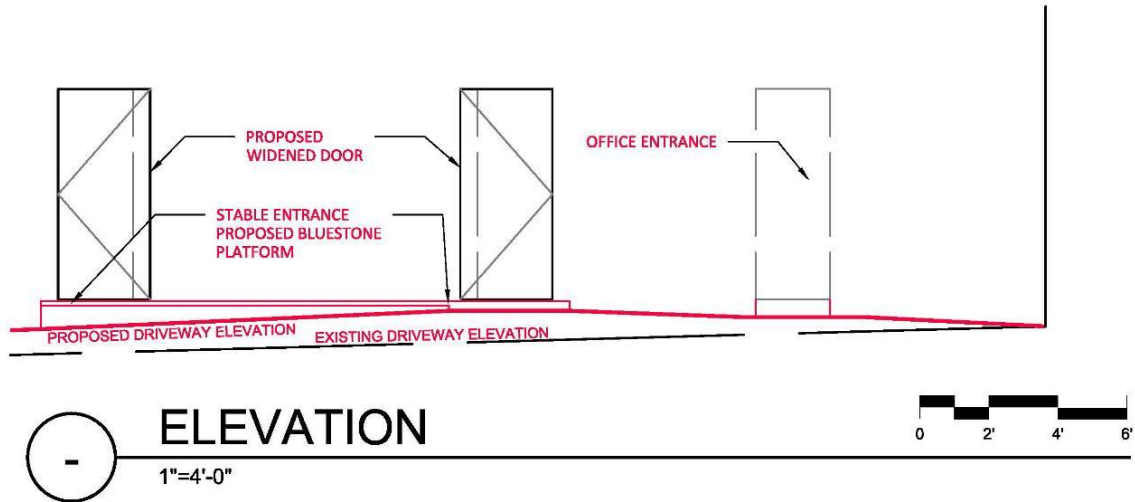 PROPOSED
WIDENED DOOR
OFFICE ENTRANCE
STABLE ENTRANCE
PROPOSED BLUESTONE
PLATFORM
PROPOSED DRIVEWAY ELEVATION
EXISTING DRIVEWAY ELEVATION
-
ELEVATION
1"=4'-0"
0 2' 4' 6'